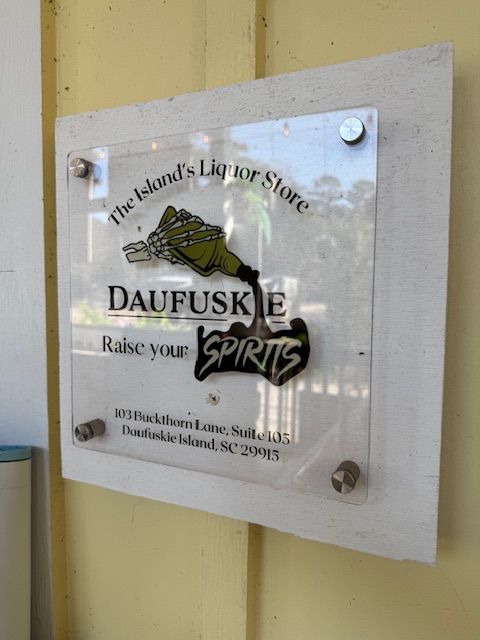 The Island's Liquor Store
DAUFUSKIE
Raise your SPIRITS
103 Buckthorn Lane, Suite 105
Daufuskie Island, SC 29915